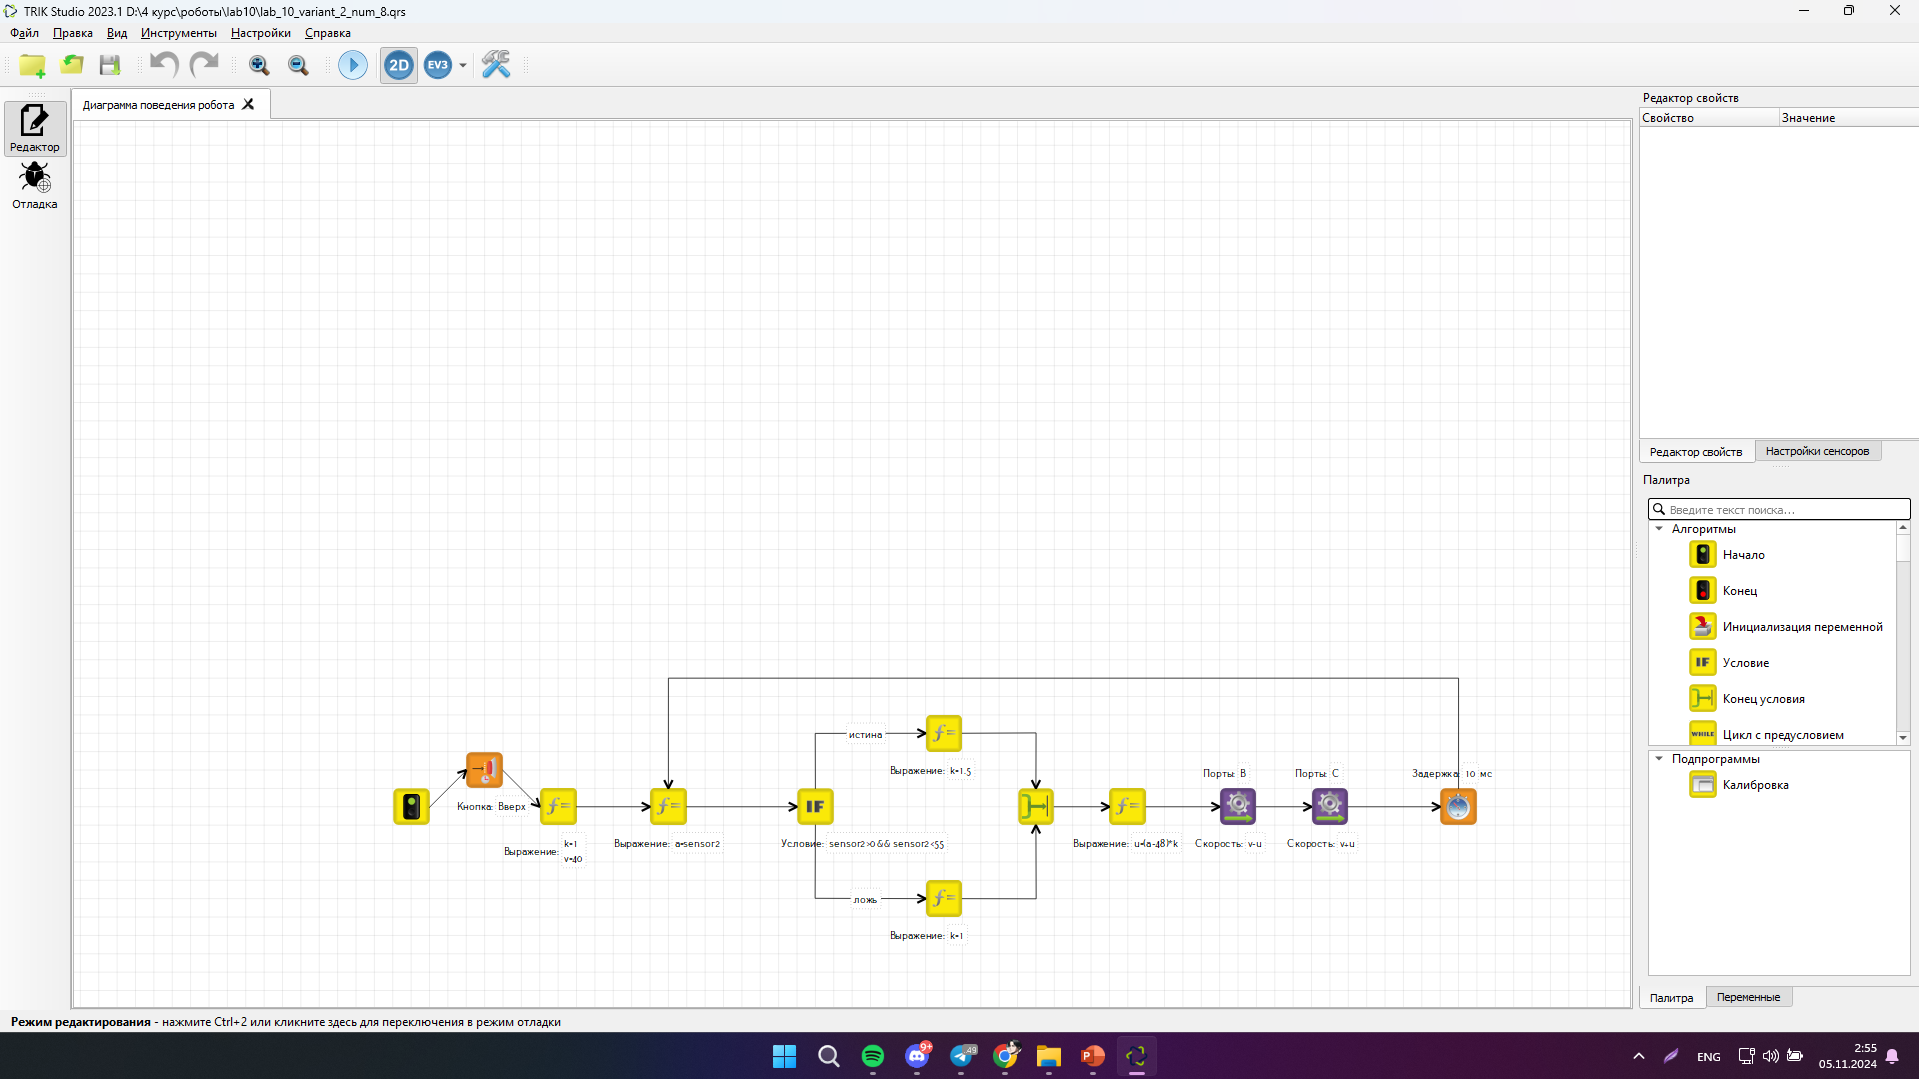 TRIK Studio 2023.1 D:\4 курс\роботы\lab10\lab_10_variant_2_num_8.qrs
Файл Правка Вид Инструменты Настройки Справка
2D EV3
Диаграмма поведения робота
Редактор
Отладка
Редактор свойств
Свойство Значение
Редактор свойств Настройки сенсоров
Палитра
Введите текст поиска...
Алгоритмы
Начало
Конец
Инициализация переменной
IF Условие
Конец условия
WHILE Цикл с предусловием
Подпрограммы
Калибровка
Палитра Переменные
истина
Выражение: k=1.5
Кнопка: Вверх
Выражение: k=1
v=40
Выражение: a=sensor2
IF
Условие: sensor2>0 && sensor2<55
ложь
Выражение: k=1
Выражение: u=(a-48)*k
Порты: B
Скорость: v-u
Порты: C
Скорость: v+u
Задержка: 10 мс
Режим редактирования - нажмите Ctrl+2 или кликните здесь для переключения в режим отладки
9+
49
ENG
2:55
05.11.2024